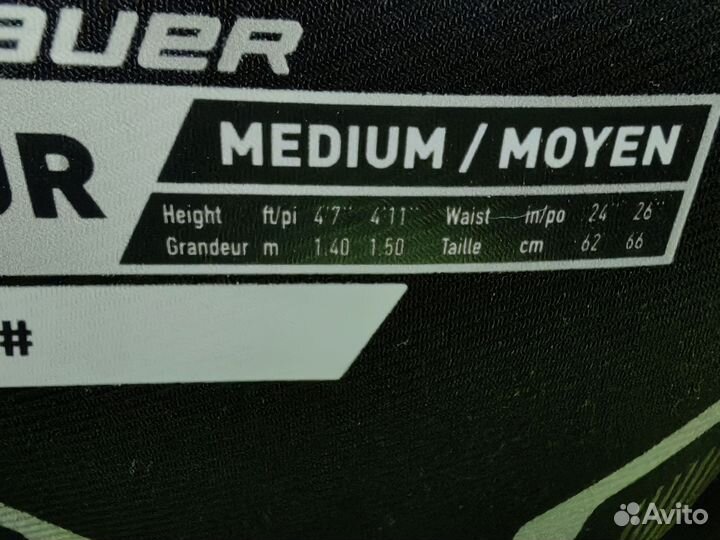 BAUER
JR
MEDIUM / MOYEN
Height ft/pi 4'7'' 4'11'' Waist in/po 24'' 26''
Grandeur m 1.40 1.50 Taille cm 62 66
#
Avito